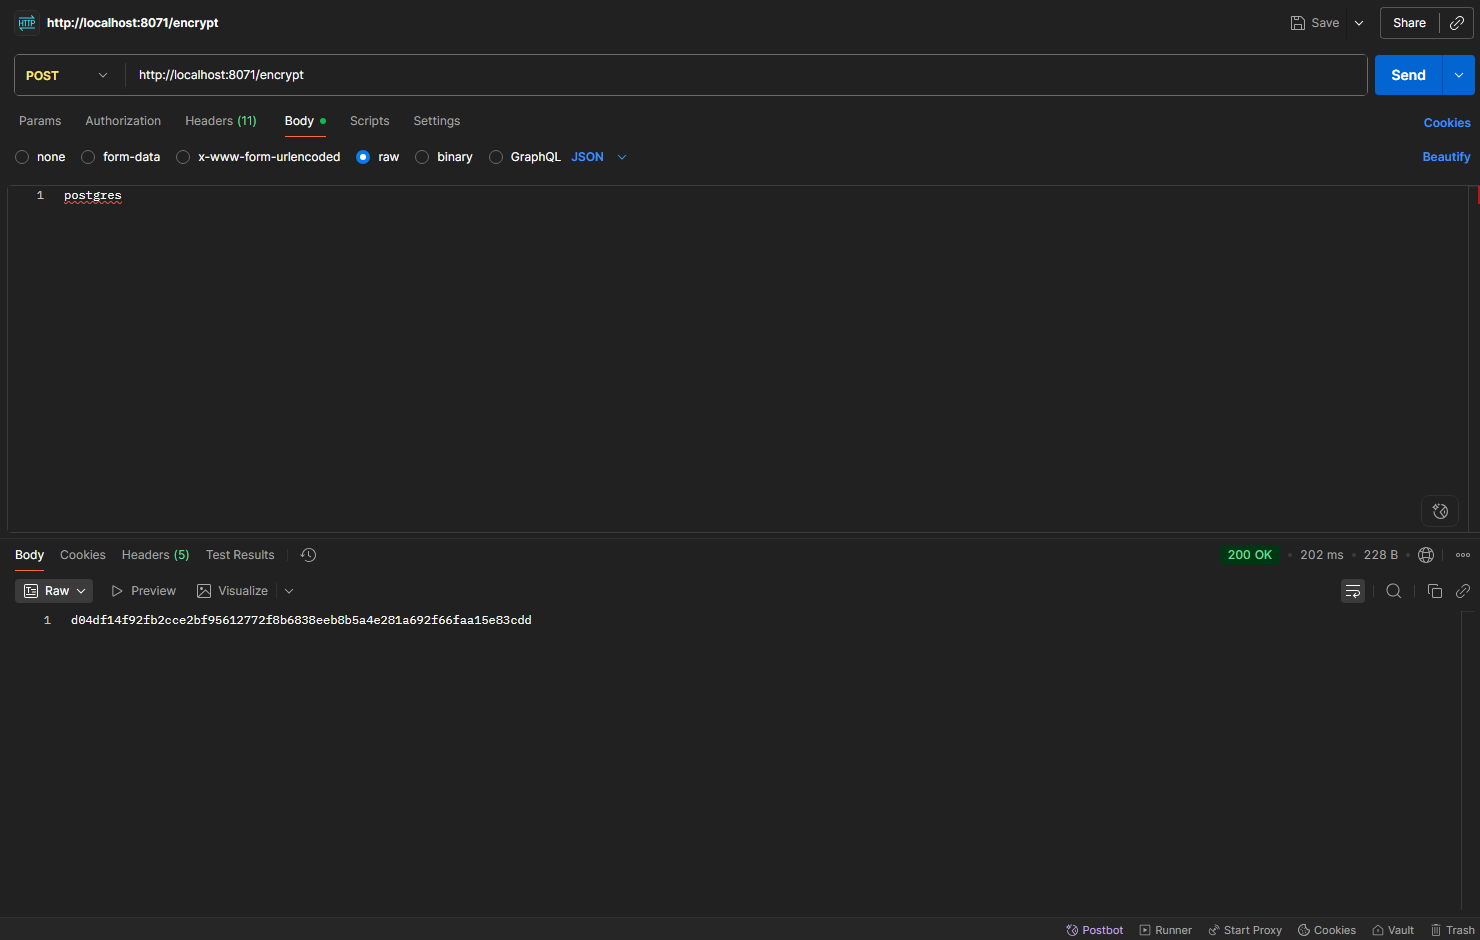 HTTP http://localhost:8071/encrypt Save Share
POST http://localhost:8071/encrypt Send
Params Authorization Headers (11) Body Scripts Settings Cookies
none form-data x-www-form-urlencoded raw binary GraphQL JSON Beautify
1 postgres
Body Cookies Headers (5) Test Results 200 OK • 202 ms • 228 B •
Raw Preview Visualize
1 d04df14f92fb2cce2bf95612772f8b6838eeb8b5a4e281a692f66faa15e83cdd
Postbot Runner Start Proxy Cookies Vault Trash